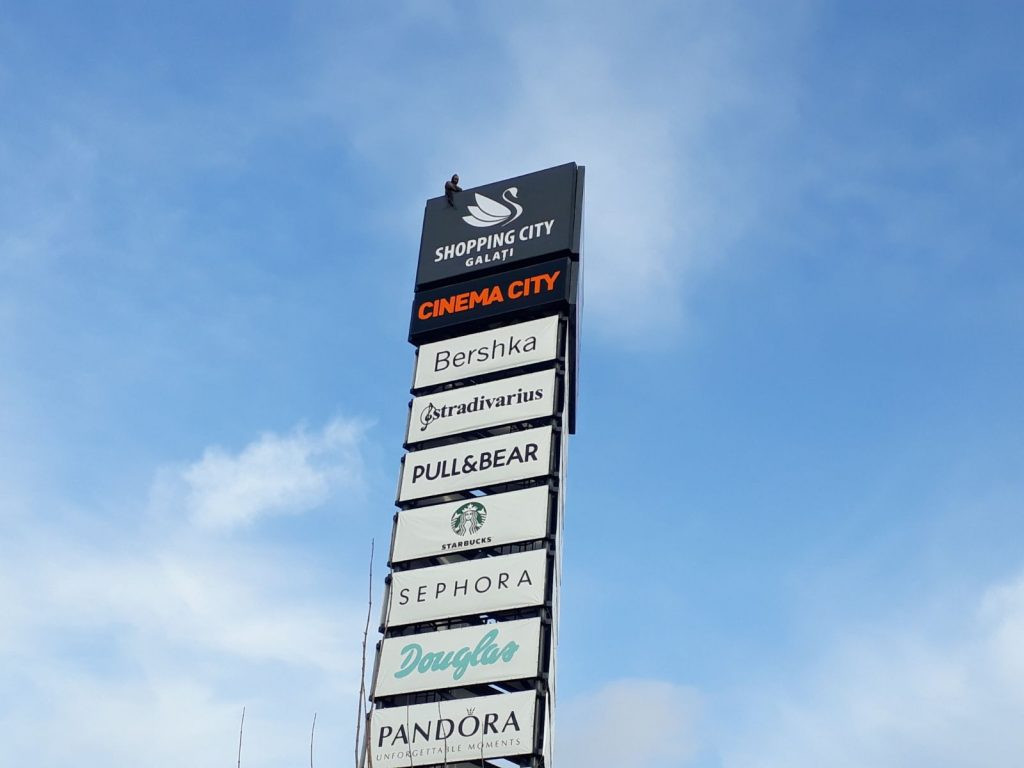 SHOPPING CITY
GALAȚI
CINEMA CITY
Bershka
stradivarius
PULL&BEAR
STARBUCKS
SEPHORA
Douglas
PANDORA
UNFORGETTABLE MOMENTS